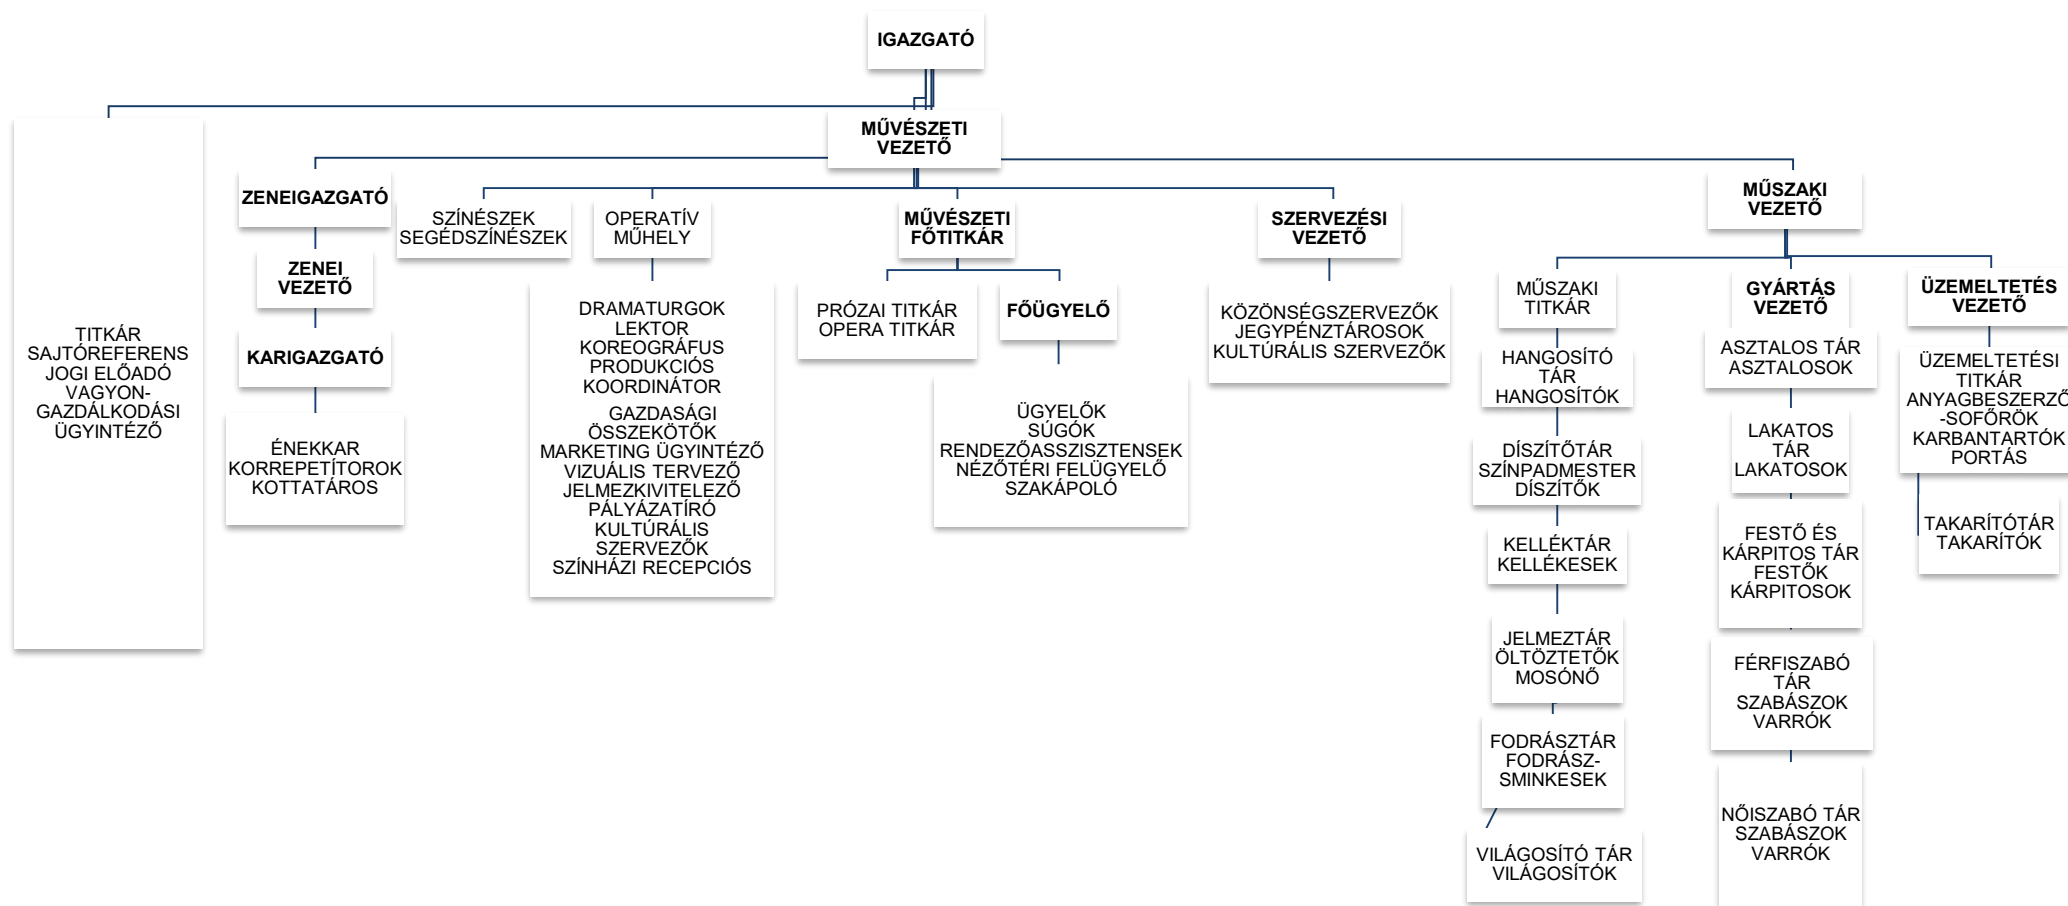 IGAZGATÓ
MŰVÉSZETI
VEZETŐ
TITKÁR
SAJTÓREFERENS
JOGI ELŐADÓ
VAGYON-
GAZDÁLKODÁSI
ÜGYINTÉZŐ
ZENEIGAZGATÓ
ZENEI
VEZETŐ
KARIGAZGATÓ
ÉNEKKAR
KORREPETÍTOROK
KOTTATÁROS
SZÍNÉSZEK
SEGÉDSZÍNÉSZEK
OPERATÍV
MŰHELY
DRAMATURGOK
LEKTOR
KOREOGRÁFUS
PRODUKCIÓS
KOORDINÁTOR
GAZDASÁGI
ÖSSZEKÖTŐK
MARKETING ÜGYINTÉZŐ
VIZUÁLIS TERVEZŐ
JELMEZKIVITELEZŐ
PÁLYÁZATÍRÓ
KULTÚRÁLIS
SZERVEZŐK
SZÍNHÁZI RECEPCIÓS
MŰVÉSZETI
FŐTITKÁR
PRÓZAI TITKÁR
OPERA TITKÁR
FŐÜGYELŐ
ÜGYELŐK
SÚGÓK
RENDEZŐASSZISZTENSEK
NÉZŐTÉRI FELÜGYELŐ
SZAKÁPOLÓ
SZERVEZÉSI
VEZETŐ
KÖZÖNSÉGSZERVEZŐK
JEGYPÉNZTÁROSOK
KULTÚRÁLIS SZERVEZŐK
MŰSZAKI
VEZETŐ
MŰSZAKI
TITKÁR
HANGOSÍTÓ
TÁR
HANGOSÍTÓK
DÍSZÍTŐTÁR
SZÍNPADMESTER
DÍSZÍTŐK
KELLÉKTÁR
KELLÉKESEK
JELMEZTÁR
ÖLTÖZTETŐK
MOSÓNŐ
FODRÁSZTÁR
FODRÁSZ-
SMINKESEK
VILÁGOSÍTÓ TÁR
VILÁGOSÍTÓK
GYÁRTÁS
VEZETŐ
ASZTALOS TÁR
ASZTALOSOK
LAKATOS
TÁR
LAKATOSOK
FESTŐ ÉS
KÁRPITOS TÁR
FESTŐK
KÁRPITOSOK
FÉRFISZABÓ
TÁR
SZABÁSZOK
VARRÓK
NŐISZABÓ TÁR
SZABÁSZOK
VARRÓK
ÜZEMELTETÉS
VEZETŐ
ÜZEMELTETÉSI
TITKÁR
ANYAGBESZERZŐ
-SOFŐRÖK
KARBANTARTÓK
PORTÁS
TAKARÍTÓTÁR
TAKARÍTÓK